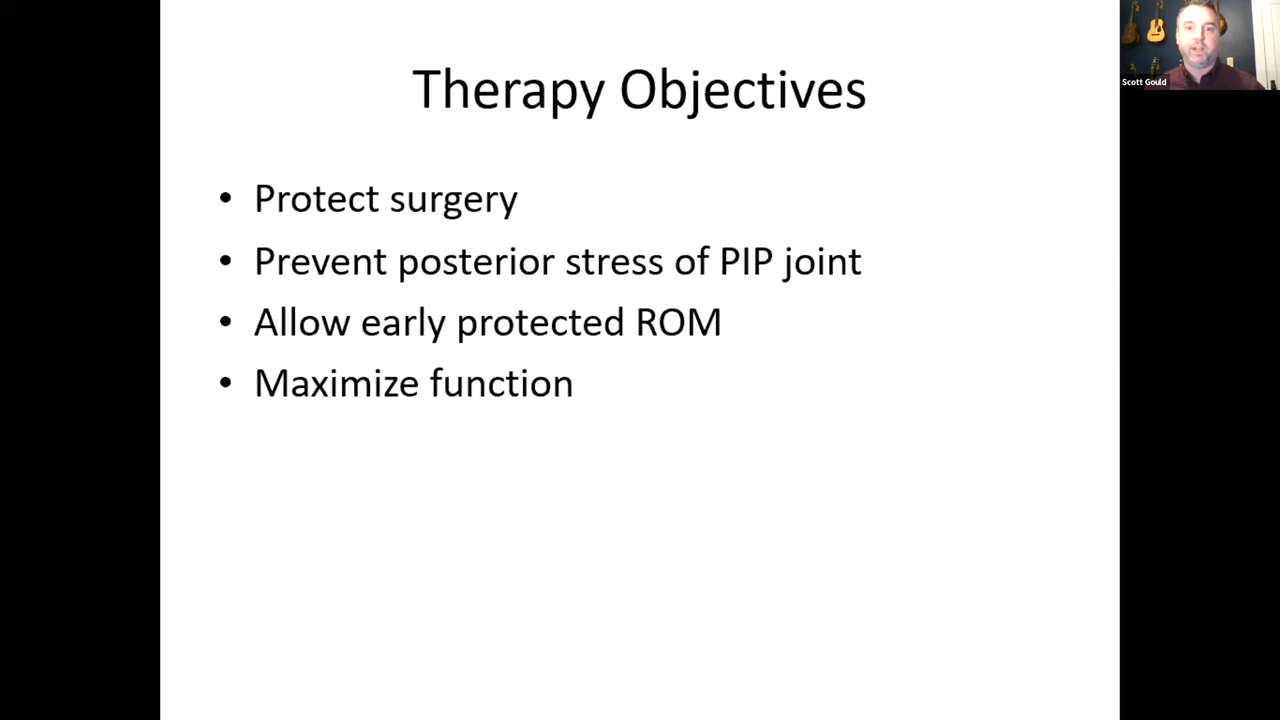 Therapy Objectives
• Protect surgery
• Prevent posterior stress of PIP joint
• Allow early protected ROM
• Maximize function
Scott Gould